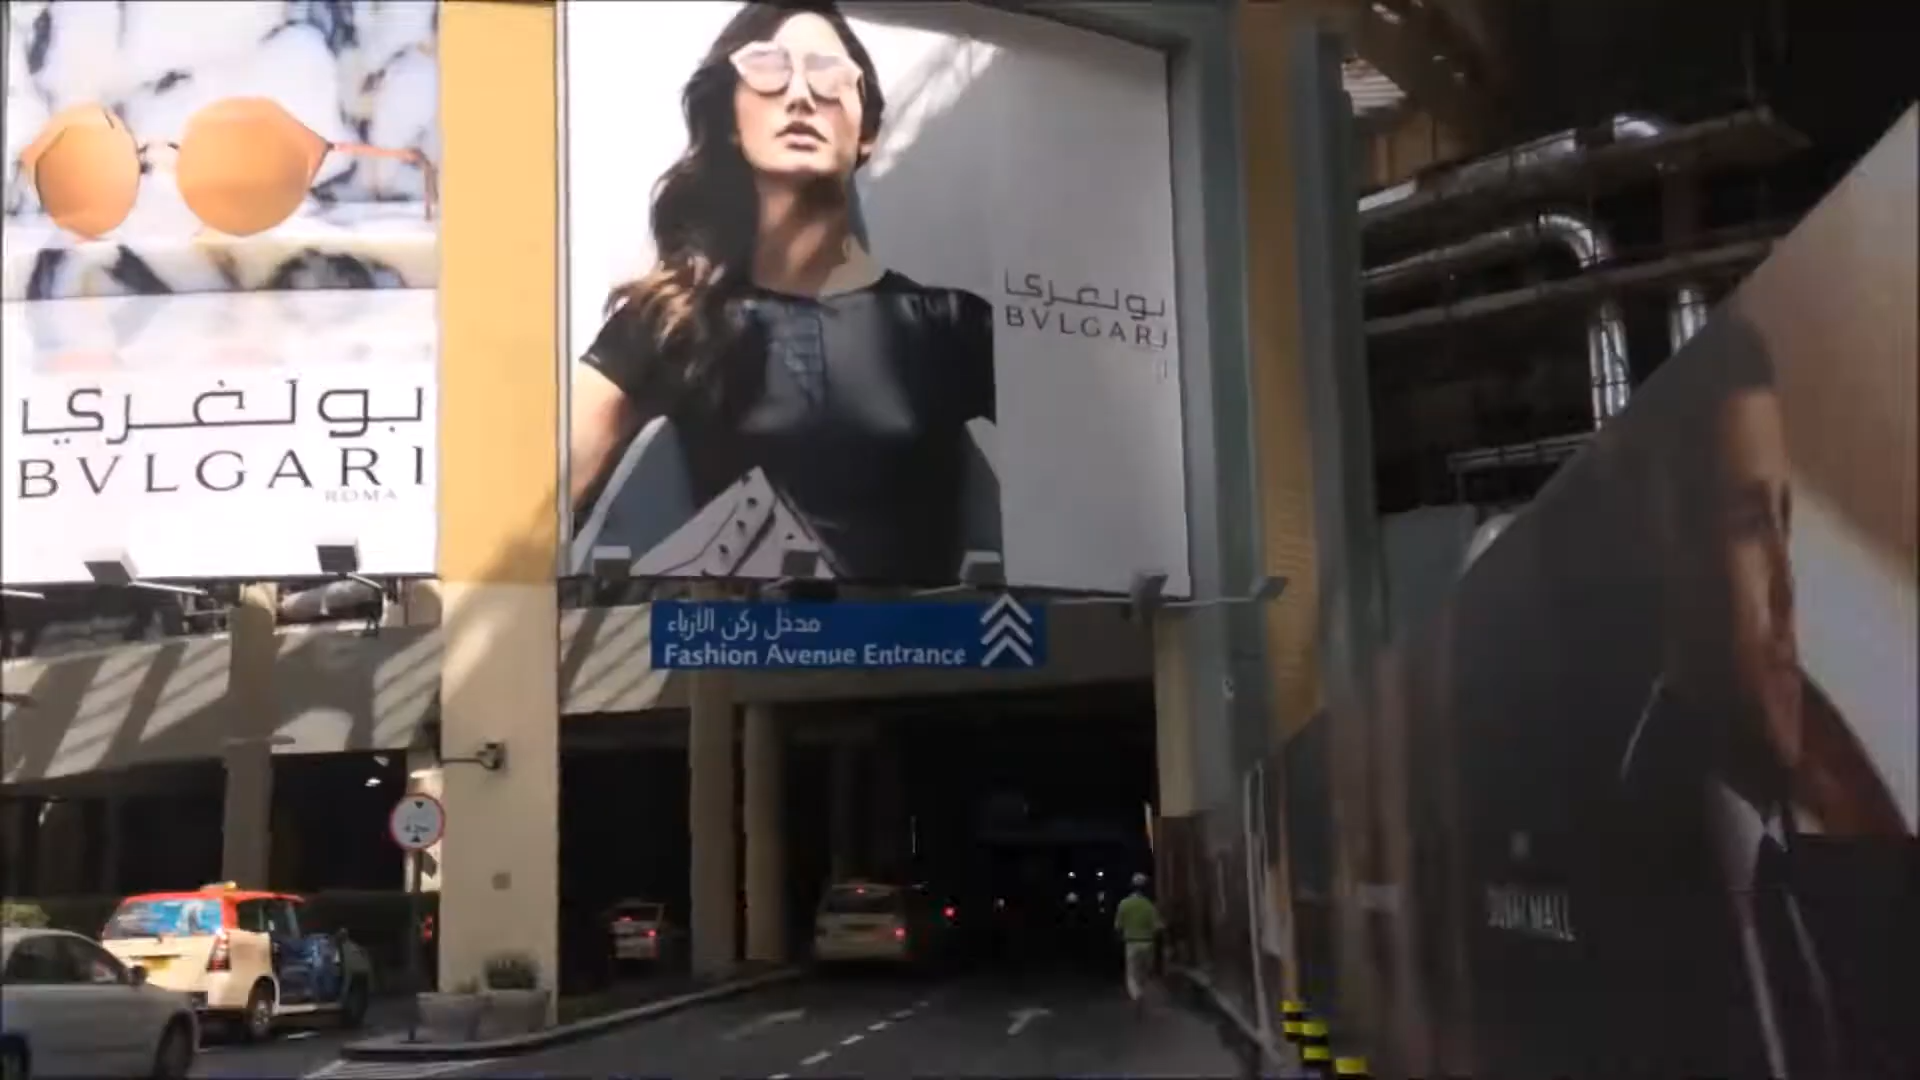 بولغري
BVLGARI
ROMA
بولغري
BVLGARI
مدخل ركن الأزياء
Fashion Avenue Entrance
DUBAI MALL